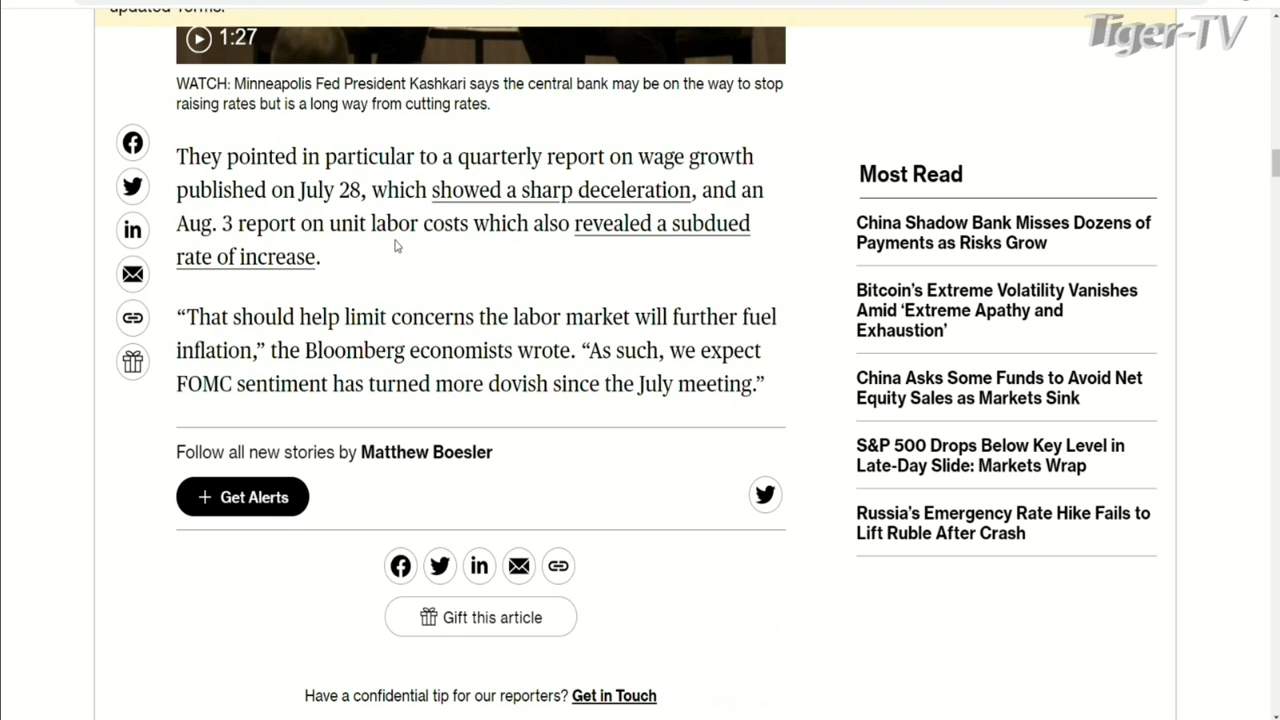 updated Terms.
Tiger-TV
1:27
WATCH: Minneapolis Fed President Kashkari says the central bank may be on the way to stop
raising rates but is a long way from cutting rates.
They pointed in particular to a quarterly report on wage growth
published on July 28, which showed a sharp deceleration, and an
Aug. 3 report on unit labor costs which also revealed a subdued
rate of increase.
“That should help limit concerns the labor market will further fuel
inflation,” the Bloomberg economists wrote. “As such, we expect
FOMC sentiment has turned more dovish since the July meeting.”
Follow all new stories by Matthew Boesler
+ Get Alerts
Gift this article
Have a confidential tip for our reporters? Get in Touch
Most Read
China Shadow Bank Misses Dozens of
Payments as Risks Grow
Bitcoin’s Extreme Volatility Vanishes
Amid ‘Extreme Apathy and
Exhaustion’
China Asks Some Funds to Avoid Net
Equity Sales as Markets Sink
S&P 500 Drops Below Key Level in
Late-Day Slide: Markets Wrap
Russia’s Emergency Rate Hike Fails to
Lift Ruble After Crash